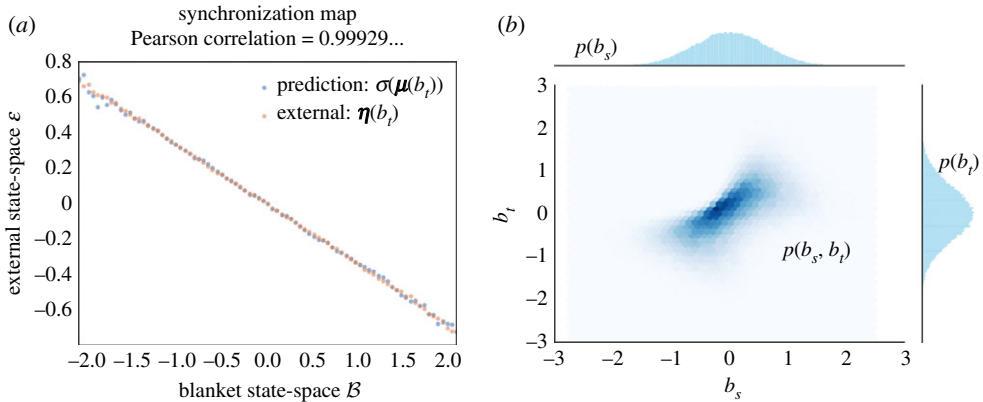 (a)
synchronization map
Pearson correlation = 0.99929...
0.8
0.6
0.4
0.2
0
−0.2
−0.4
−0.6
external state-space ε
prediction: σ(μ(b_t))
external: η(b_t)
−2.0 −1.5 −1.0 −0.5 0.0 0.5 1.0 1.5 2.0
blanket state-space ℬ
(b)
p(b_s)
3
2
1
0
−1
−2
−3
b_t
p(b_t)
p(b_s, b_t)
−3 −2 −1 0 1 2 3
b_s